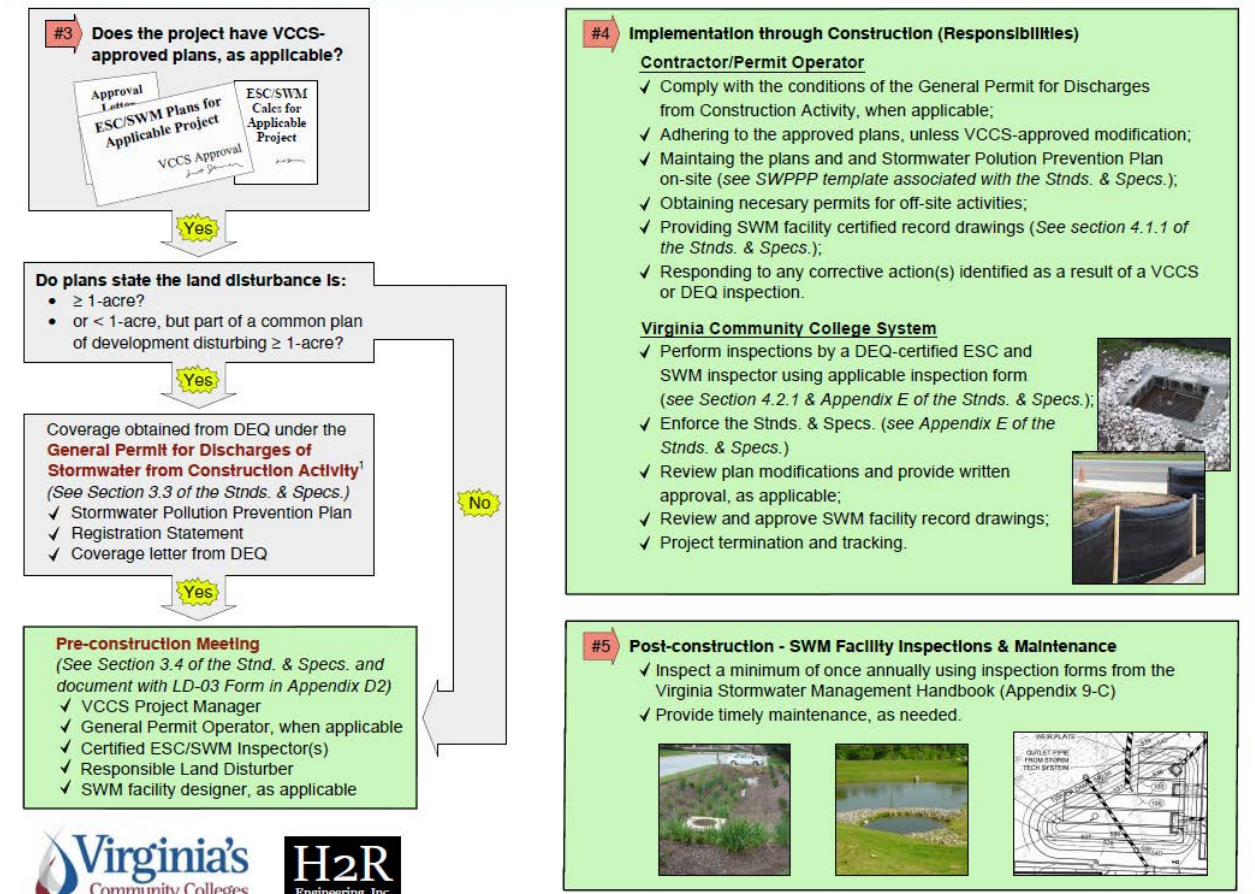 #3 Does the project have VCCS-
approved plans, as applicable?
Approval
Letter
ESC/SWM Plans for
Applicable Project
VCCS Approval
ESC/SWM
Calcs for
Applicable
Project
Yes
Do plans state the land disturbance is:
• ≥ 1-acre?
• or < 1-acre, but part of a common plan
of development disturbing ≥ 1-acre?
Yes
No
Coverage obtained from DEQ under the
General Permit for Discharges of
Stormwater from Construction Activity¹
(See Section 3.3 of the Stnds. & Specs.)
✓ Stormwater Pollution Prevention Plan
✓ Registration Statement
✓ Coverage letter from DEQ
Yes
Pre-construction Meeting
(See Section 3.4 of the Stnd. & Specs. and
document with LD-03 Form in Appendix D2)
✓ VCCS Project Manager
✓ General Permit Operator, when applicable
✓ Certified ESC/SWM Inspector(s)
✓ Responsible Land Disturber
✓ SWM facility designer, as applicable
Virginia's
Community Colleges
H2R
Engineering, Inc.
#4 Implementation through Construction (Responsibilities)
Contractor/Permit Operator
✓ Comply with the conditions of the General Permit for Discharges
from Construction Activity, when applicable;
✓ Adhering to the approved plans, unless VCCS-approved modification;
✓ Maintaing the plans and and Stormwater Polution Prevention Plan
on-site (see SWPPP template associated with the Stnds. & Specs.);
✓ Obtaining necesary permits for off-site activities;
✓ Providing SWM facility certified record drawings (See section 4.1.1 of
the Stnds. & Specs.);
✓ Responding to any corrective action(s) identified as a result of a VCCS
or DEQ inspection.
Virginia Community College System
✓ Perform inspections by a DEQ-certified ESC and
SWM inspector using applicable inspection form
(see Section 4.2.1 & Appendix E of the Stnds. & Specs.);
✓ Enforce the Stnds. & Specs. (see Appendix E of the
Stnds. & Specs.)
✓ Review plan modifications and provide written
approval, as applicable;
✓ Review and approve SWM facility record drawings;
✓ Project termination and tracking.
#5 Post-construction - SWM Facility Inspections & Maintenance
✓ Inspect a minimum of once annually using inspection forms from the
Virginia Stormwater Management Handbook (Appendix 9-C)
✓ Provide timely maintenance, as needed.
WEIR PLATE
OUTLET PIPE
FROM STORM
TECH SYSTEM